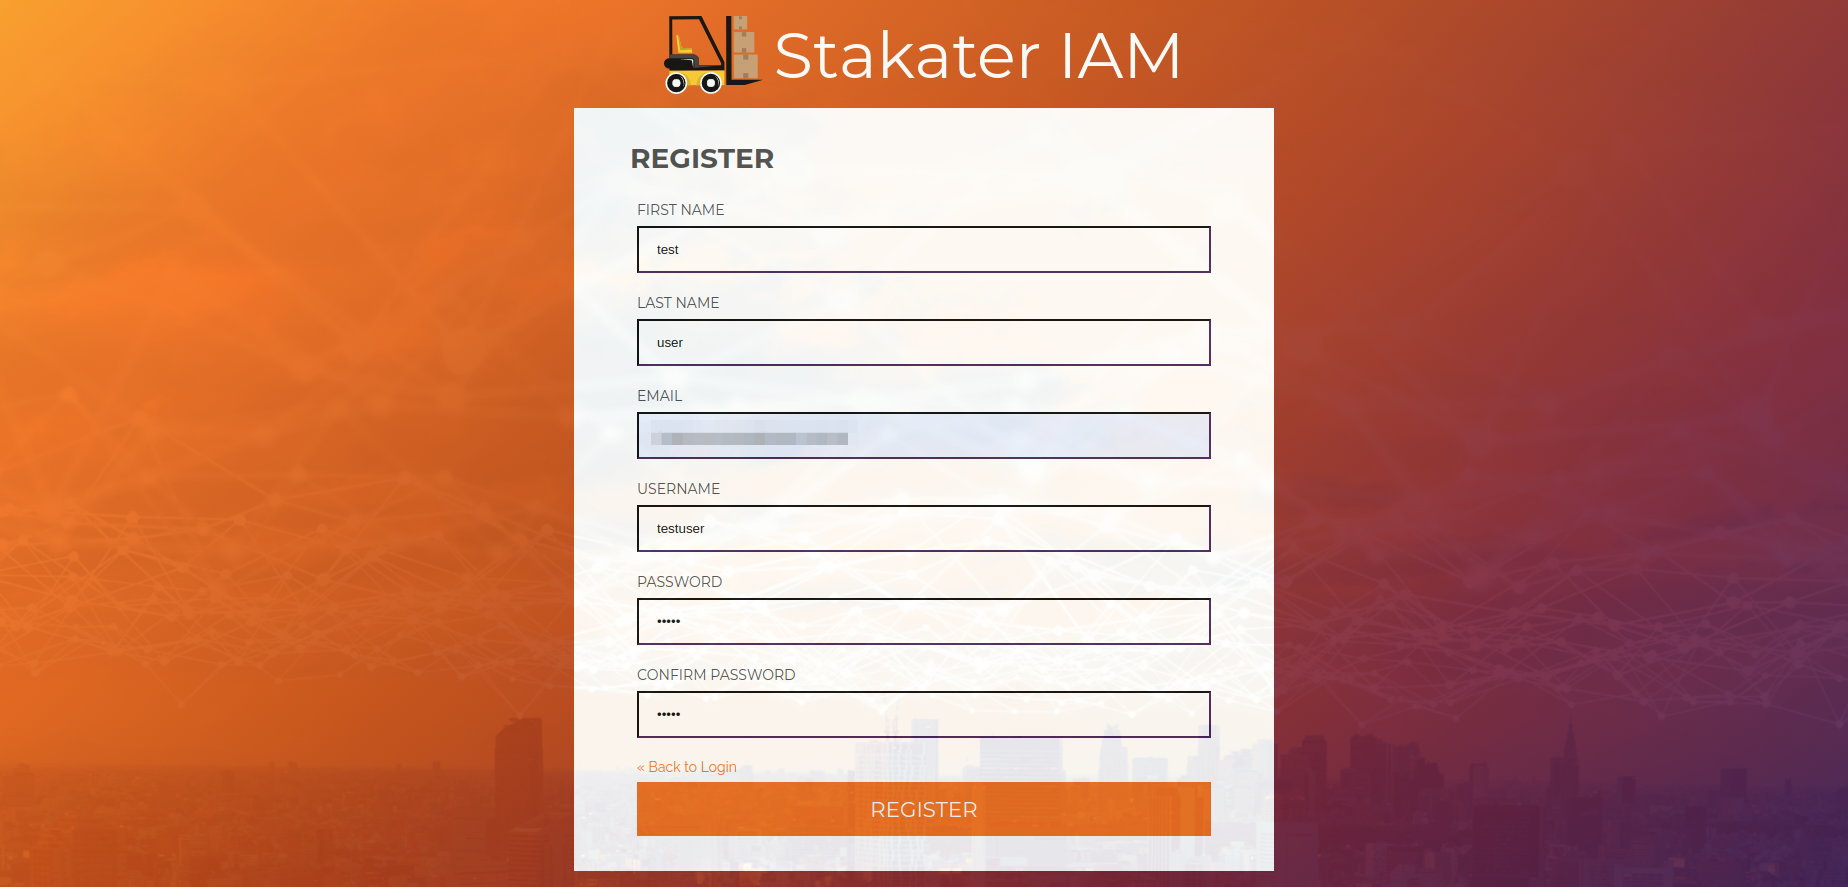 Stakater IAM
REGISTER
FIRST NAME
test
LAST NAME
user
EMAIL
USERNAME
testuser
PASSWORD
•••••
CONFIRM PASSWORD
•••••
« Back to Login
REGISTER